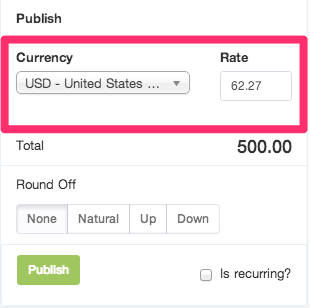 Publish
Currency Rate
USD - United States ... 62.27
Total 500.00
Round Off
None Natural Up Down
Publish Is recurring?